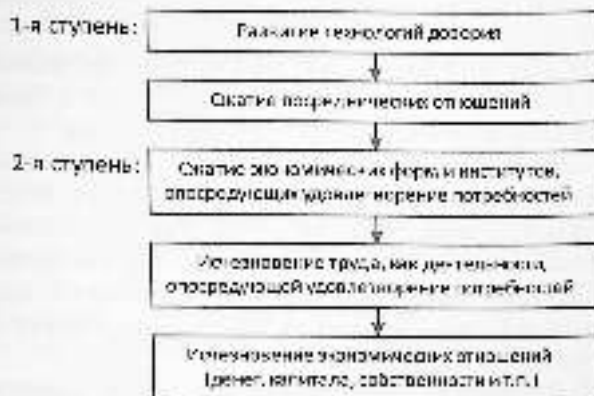 1-я ступень:
Развитие технологий доверия
Сжатие посреднических отношений
2-я ступень:
Сжатие экономических форм и институтов,
опосредующих удовлетворение потребностей
Исчезновение труда, как деятельности,
опосредующей удовлетворение потребностей
Исчезновение экономических отношений
(денег, капитала, собственности и т.п.)